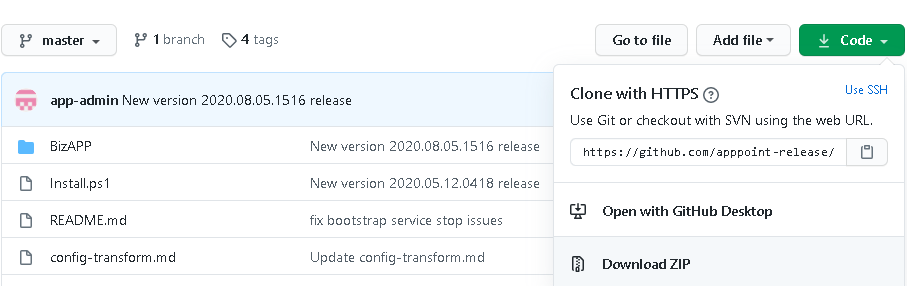 master
1 branch
4 tags
Go to file
Add file
Code
app-admin New version 2020.08.05.1516 release
BizAPP New version 2020.08.05.1516 release
Install.ps1 New version 2020.05.12.0418 release
README.md fix bootstrap service stop issues
config-transform.md Update config-transform.md
Clone with HTTPS ?
Use SSH
Use Git or checkout with SVN using the web URL.
https://github.com/apppoint-release/
Open with GitHub Desktop
Download ZIP